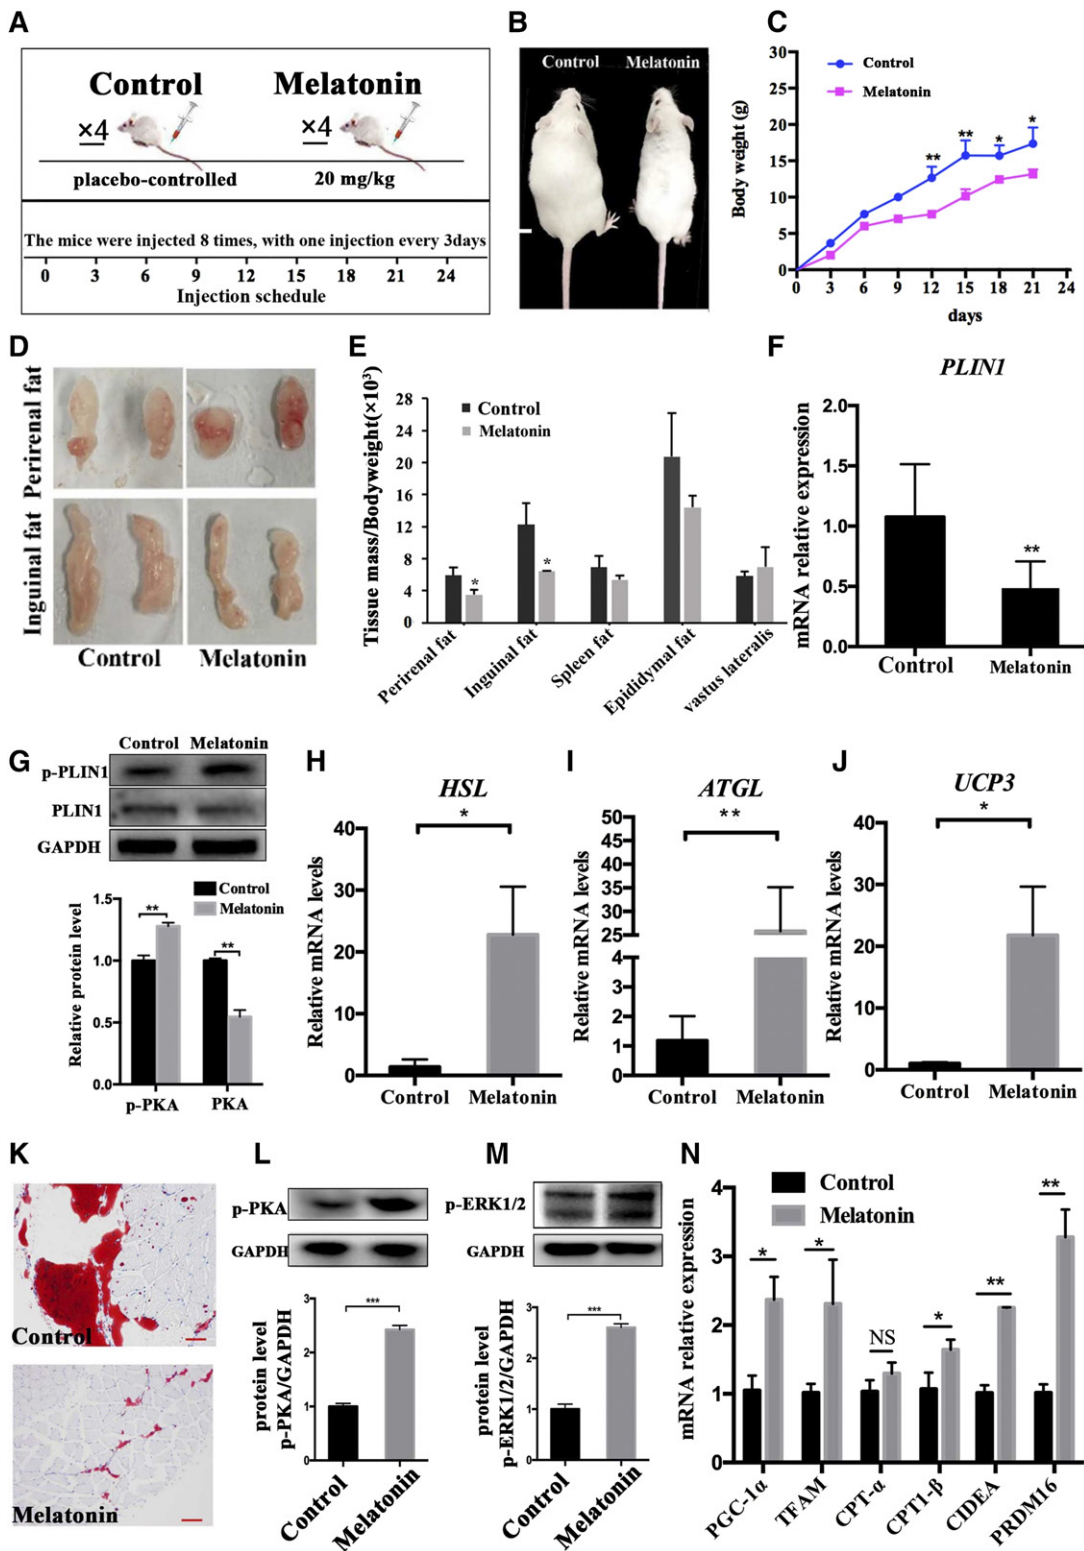 A
Control
Melatonin
×4
×4
placebo-controlled
20 mg/kg
The mice were injected 8 times, with one injection every 3days
0 3 6 9 12 15 18 21 24
Injection schedule
B
Control Melatonin
C
Body weight (g)
30
25
20
15
10
5
0
Control
Melatonin
** ** * *
0 3 6 9 12 15 18 21 24
days
D
Perirenal fat
Inguinal fat
Control Melatonin
E
Tissue mass/Bodyweight(×10³)
28
24
20
16
12
8
4
0
Control
Melatonin
*
*
Perirenal fat
Inguinal fat
Spleen fat
Epididymal fat
vastus lateralis
F
PLIN1
mRNA relative expression
2.0
1.5
1.0
0.5
0.0
**
Control Melatonin
G
Control Melatonin
p-PLIN1
PLIN1
GAPDH
Relative protein level
1.5
1.0
0.5
0.0
Control
Melatonin
**
**
p-PKA PKA
H
HSL
*
Relative mRNA levels
40
30
20
10
0
Control Melatonin
I
ATGL
**
Relative mRNA levels
50
45
40
35
30
25
4
3
2
1
0
Control Melatonin
J
UCP3
*
Relative mRNA levels
40
30
20
10
0
Control Melatonin
K
Control
Melatonin
L
p-PKA
GAPDH
protein level
p-PKA/GAPDH
3
2
1
0
***
Control
Melatonin
M
p-ERK1/2
GAPDH
protein level
p-ERK1/2/GAPDH
3
2
1
0
***
Control
Melatonin
N
Control
Melatonin
mRNA relative expression
4
3
2
1
0
* * NS * ** **
PGC-1α
TFAM
CPT-α
CPT1-β
CIDEA
PRDM16